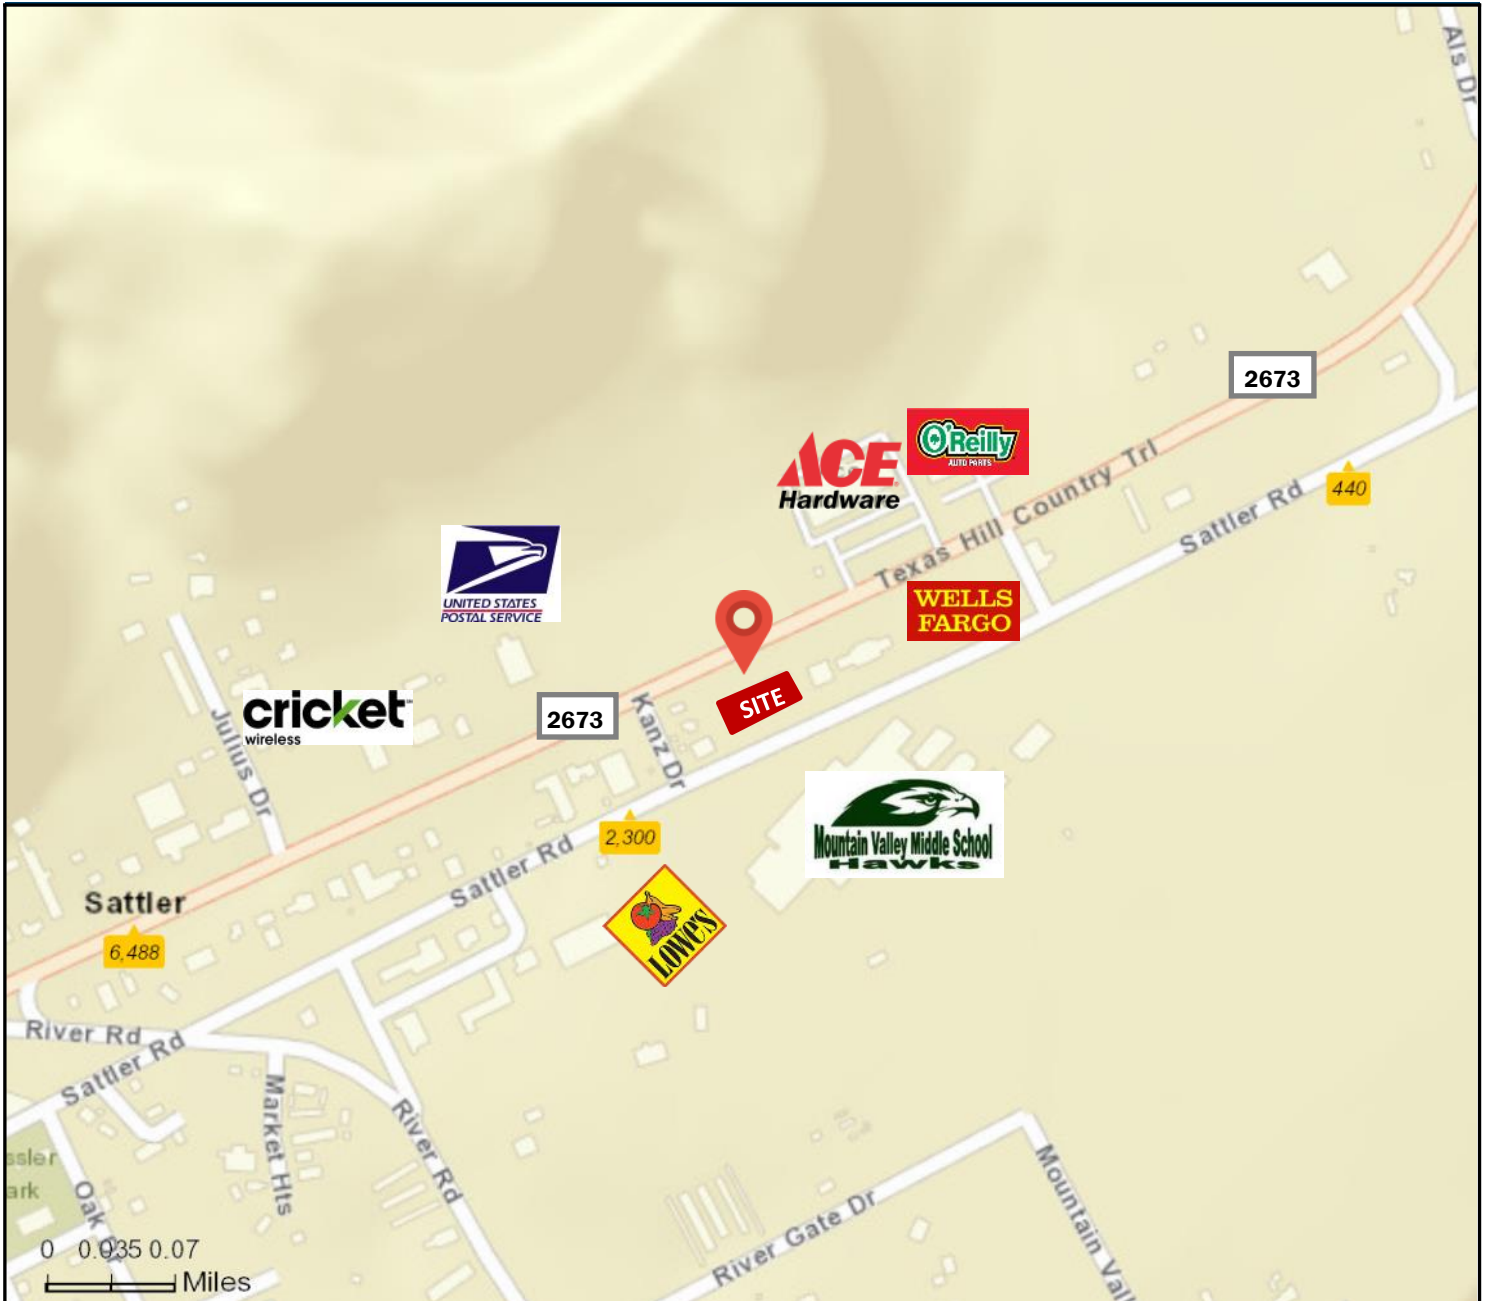 Als Dr
2673
O'Reilly
AUTO PARTS
ACE
Hardware
Texas Hill Country Trl
440
Sattler Rd
UNITED STATES
POSTAL SERVICE
WELLS
FARGO
SITE
cricket
wireless
2673
Kanz Dr
Julius Dr
Mountain Valley Middle School
Hawks
2,300
Sattler Rd
LOWE'S
Sattler
6,488
River Rd
Sattler Rd
Market Hts
River Rd
ssler
ark
Oak Dr
River Gate Dr
Mountain Vall
0 0.035 0.07
Miles